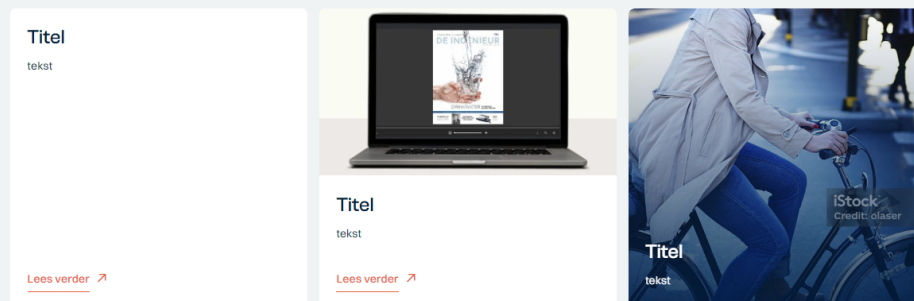 Titel
tekst
Lees verder
DE INGENIEUR
Titel
tekst
Lees verder
iStock
Credit: olaser
Titel
tekst